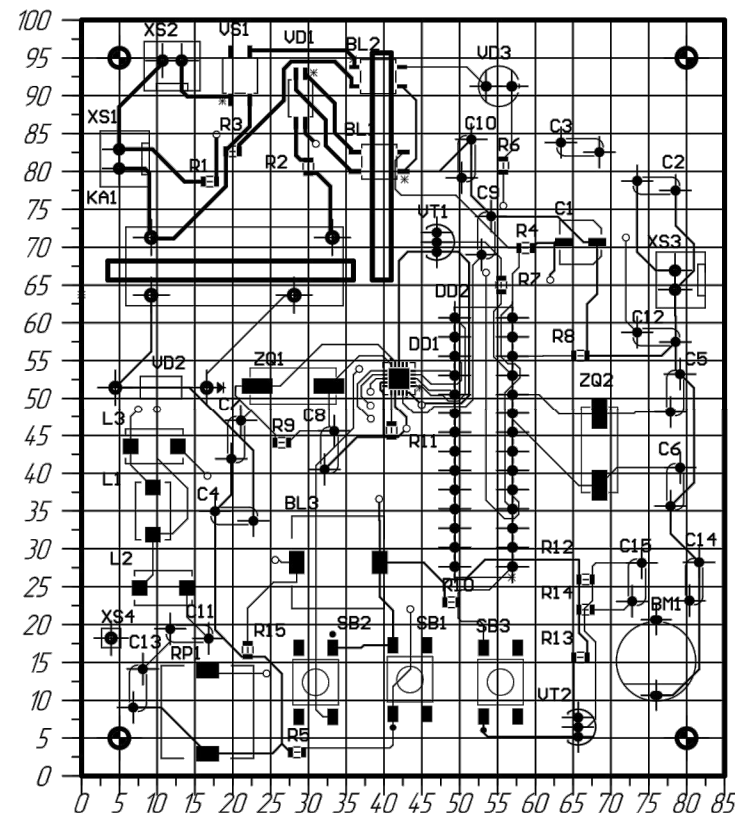 100
XS2
VS1
VD1
BL2
VD3
95
90
XS1
R3
C10
C3
85
R1
R2
R6
80
C2
KA1
75
C9
VT1
C1
R4
70
XS3
65
R7
DD2
60
C12
DD1
R8
55
VD2
ZQ1
C5
ZQ2
50
L3
C8
R9
R11
45
C6
40
L1
C4
BL3
35
30
L2
R12
C15
C14
25
R10
R14
BM1
20
XS4
C11
SB2
SB1
SB3
C13
RP1
R15
R13
15
10
VT2
5
R5
0
0 5 10 15 20 25 30 35 40 45 50 55 60 65 70 75 80 85